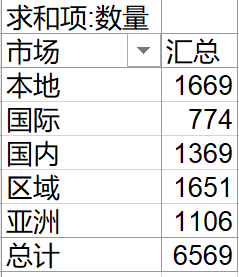 求和项:数量
市场 汇总
本地 1669
国际 774
国内 1369
区域 1651
亚洲 1106
总计 6569